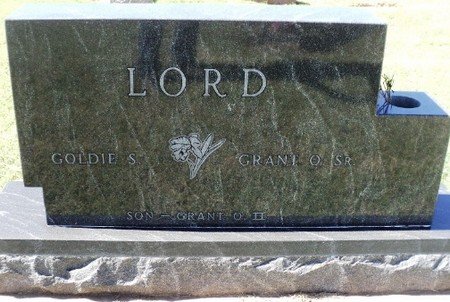 LORD
GOLDIE S. GRANT O. SR.
SON — GRANT O. II